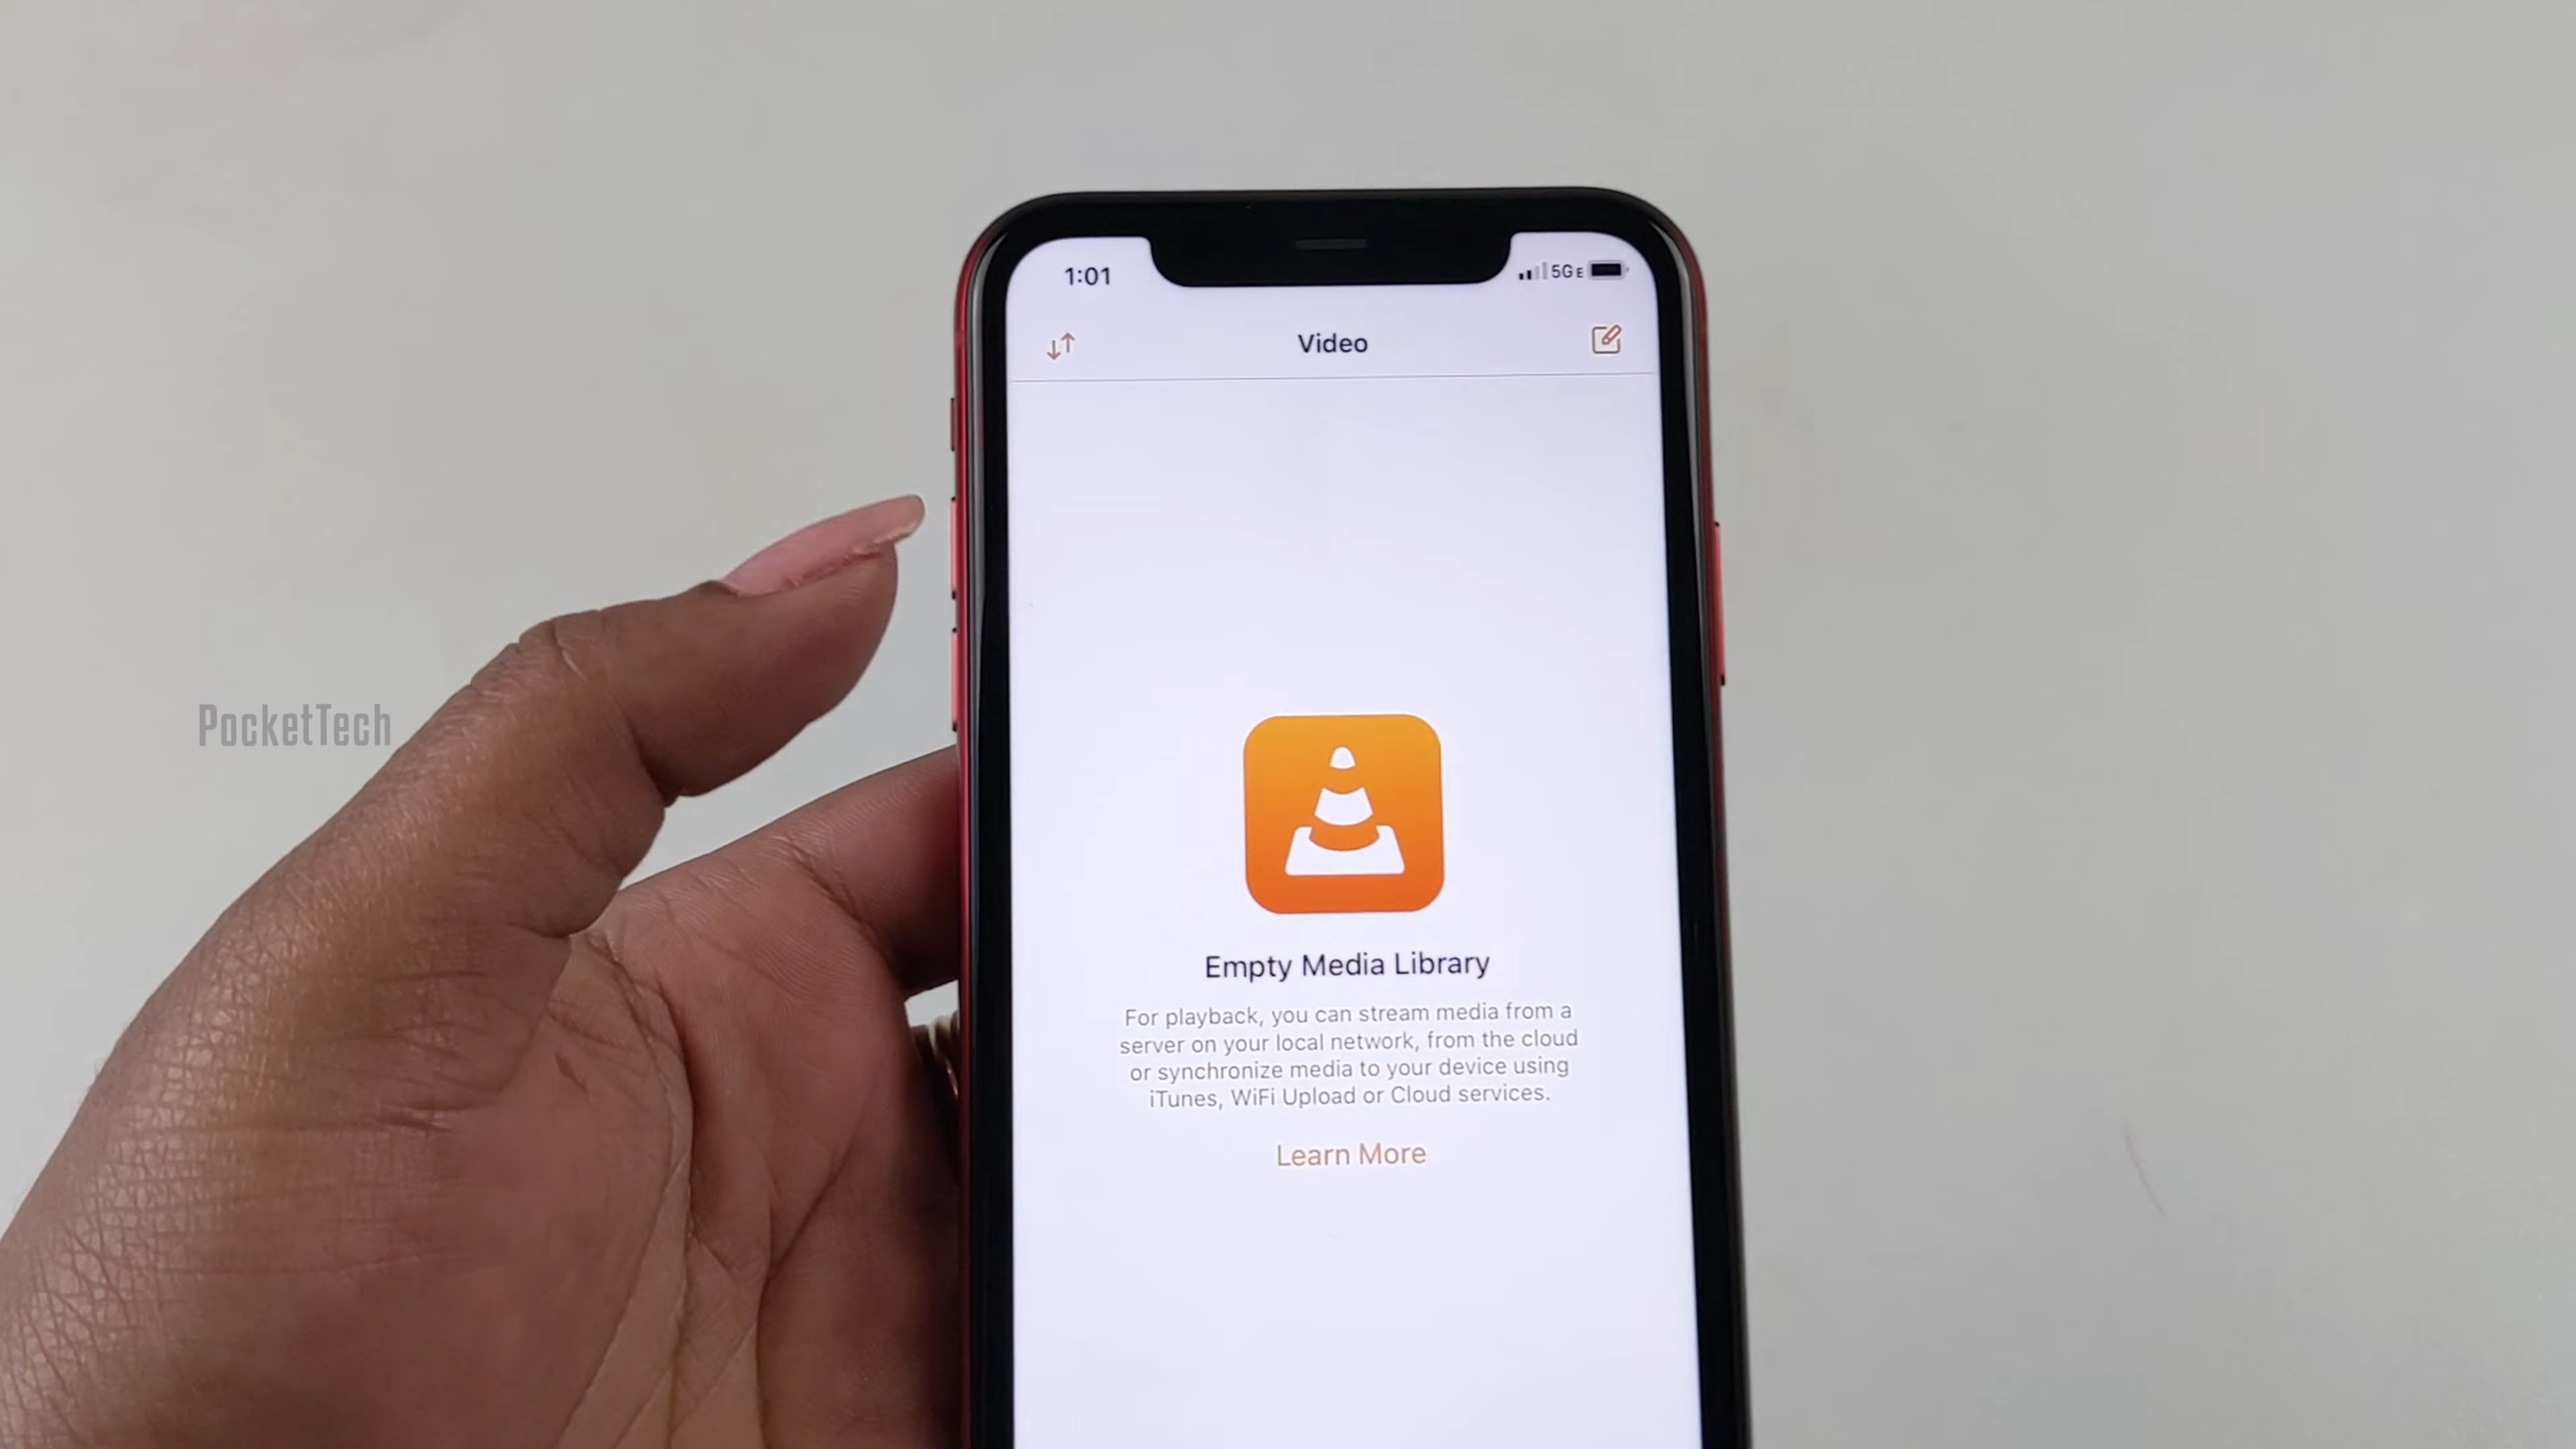 1:01
5GE
Video
PocketTech
Empty Media Library
For playback, you can stream media from a
server on your local network, from the cloud
or synchronize media to your device using
iTunes, WiFi Upload or Cloud services.
Learn More